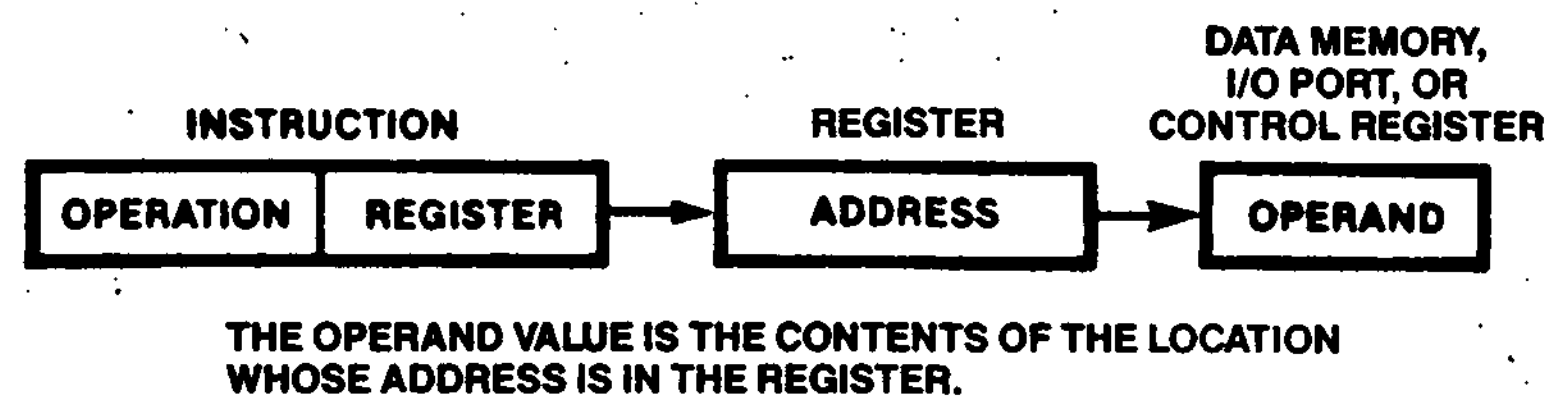 DATA MEMORY,
I/O PORT, OR
CONTROL REGISTER
INSTRUCTION
REGISTER
OPERATION
REGISTER
ADDRESS
OPERAND
THE OPERAND VALUE IS THE CONTENTS OF THE LOCATION
WHOSE ADDRESS IS IN THE REGISTER.